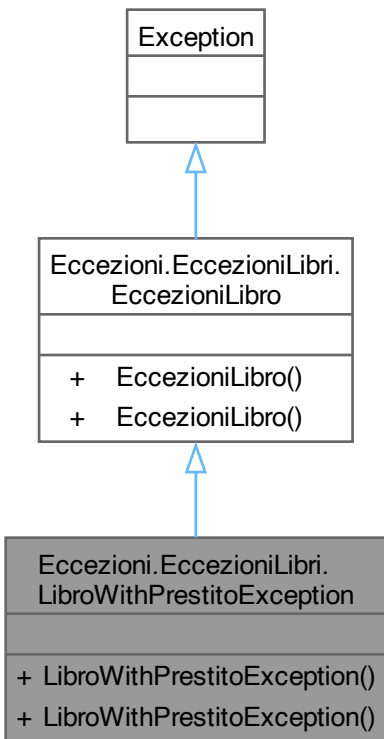 Exception
Eccezioni.EccezioniLibri.
EccezioniLibro
+ EccezioniLibro()
+ EccezioniLibro()
Eccezioni.EccezioniLibri.
LibroWithPrestitoException
+ LibroWithPrestitoException()
+ LibroWithPrestitoException()